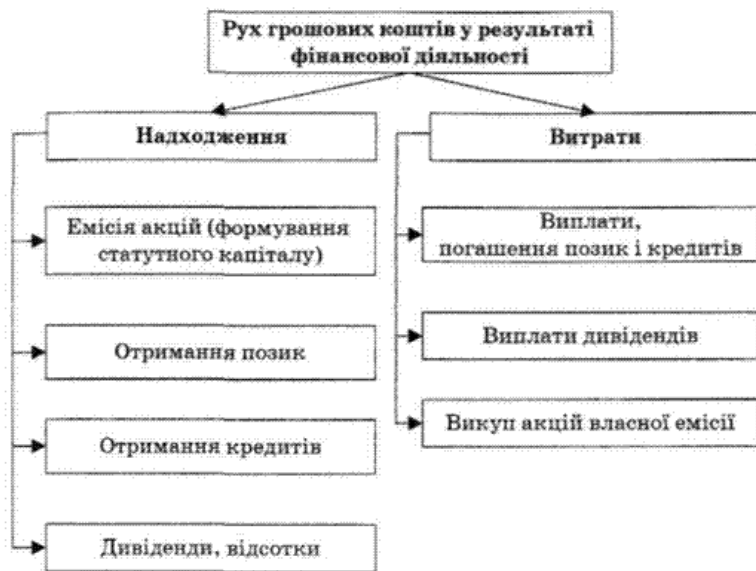 Рух грошових коштів у результаті
фінансової діяльності
Надходження
Емісія акцій (формування
статутного капіталу)
Отримання позик
Отримання кредитів
Дивіденди, відсотки
Витрати
Виплати,
погашення позик і кредитів
Виплати дивідендів
Викуп акцій власної емісії